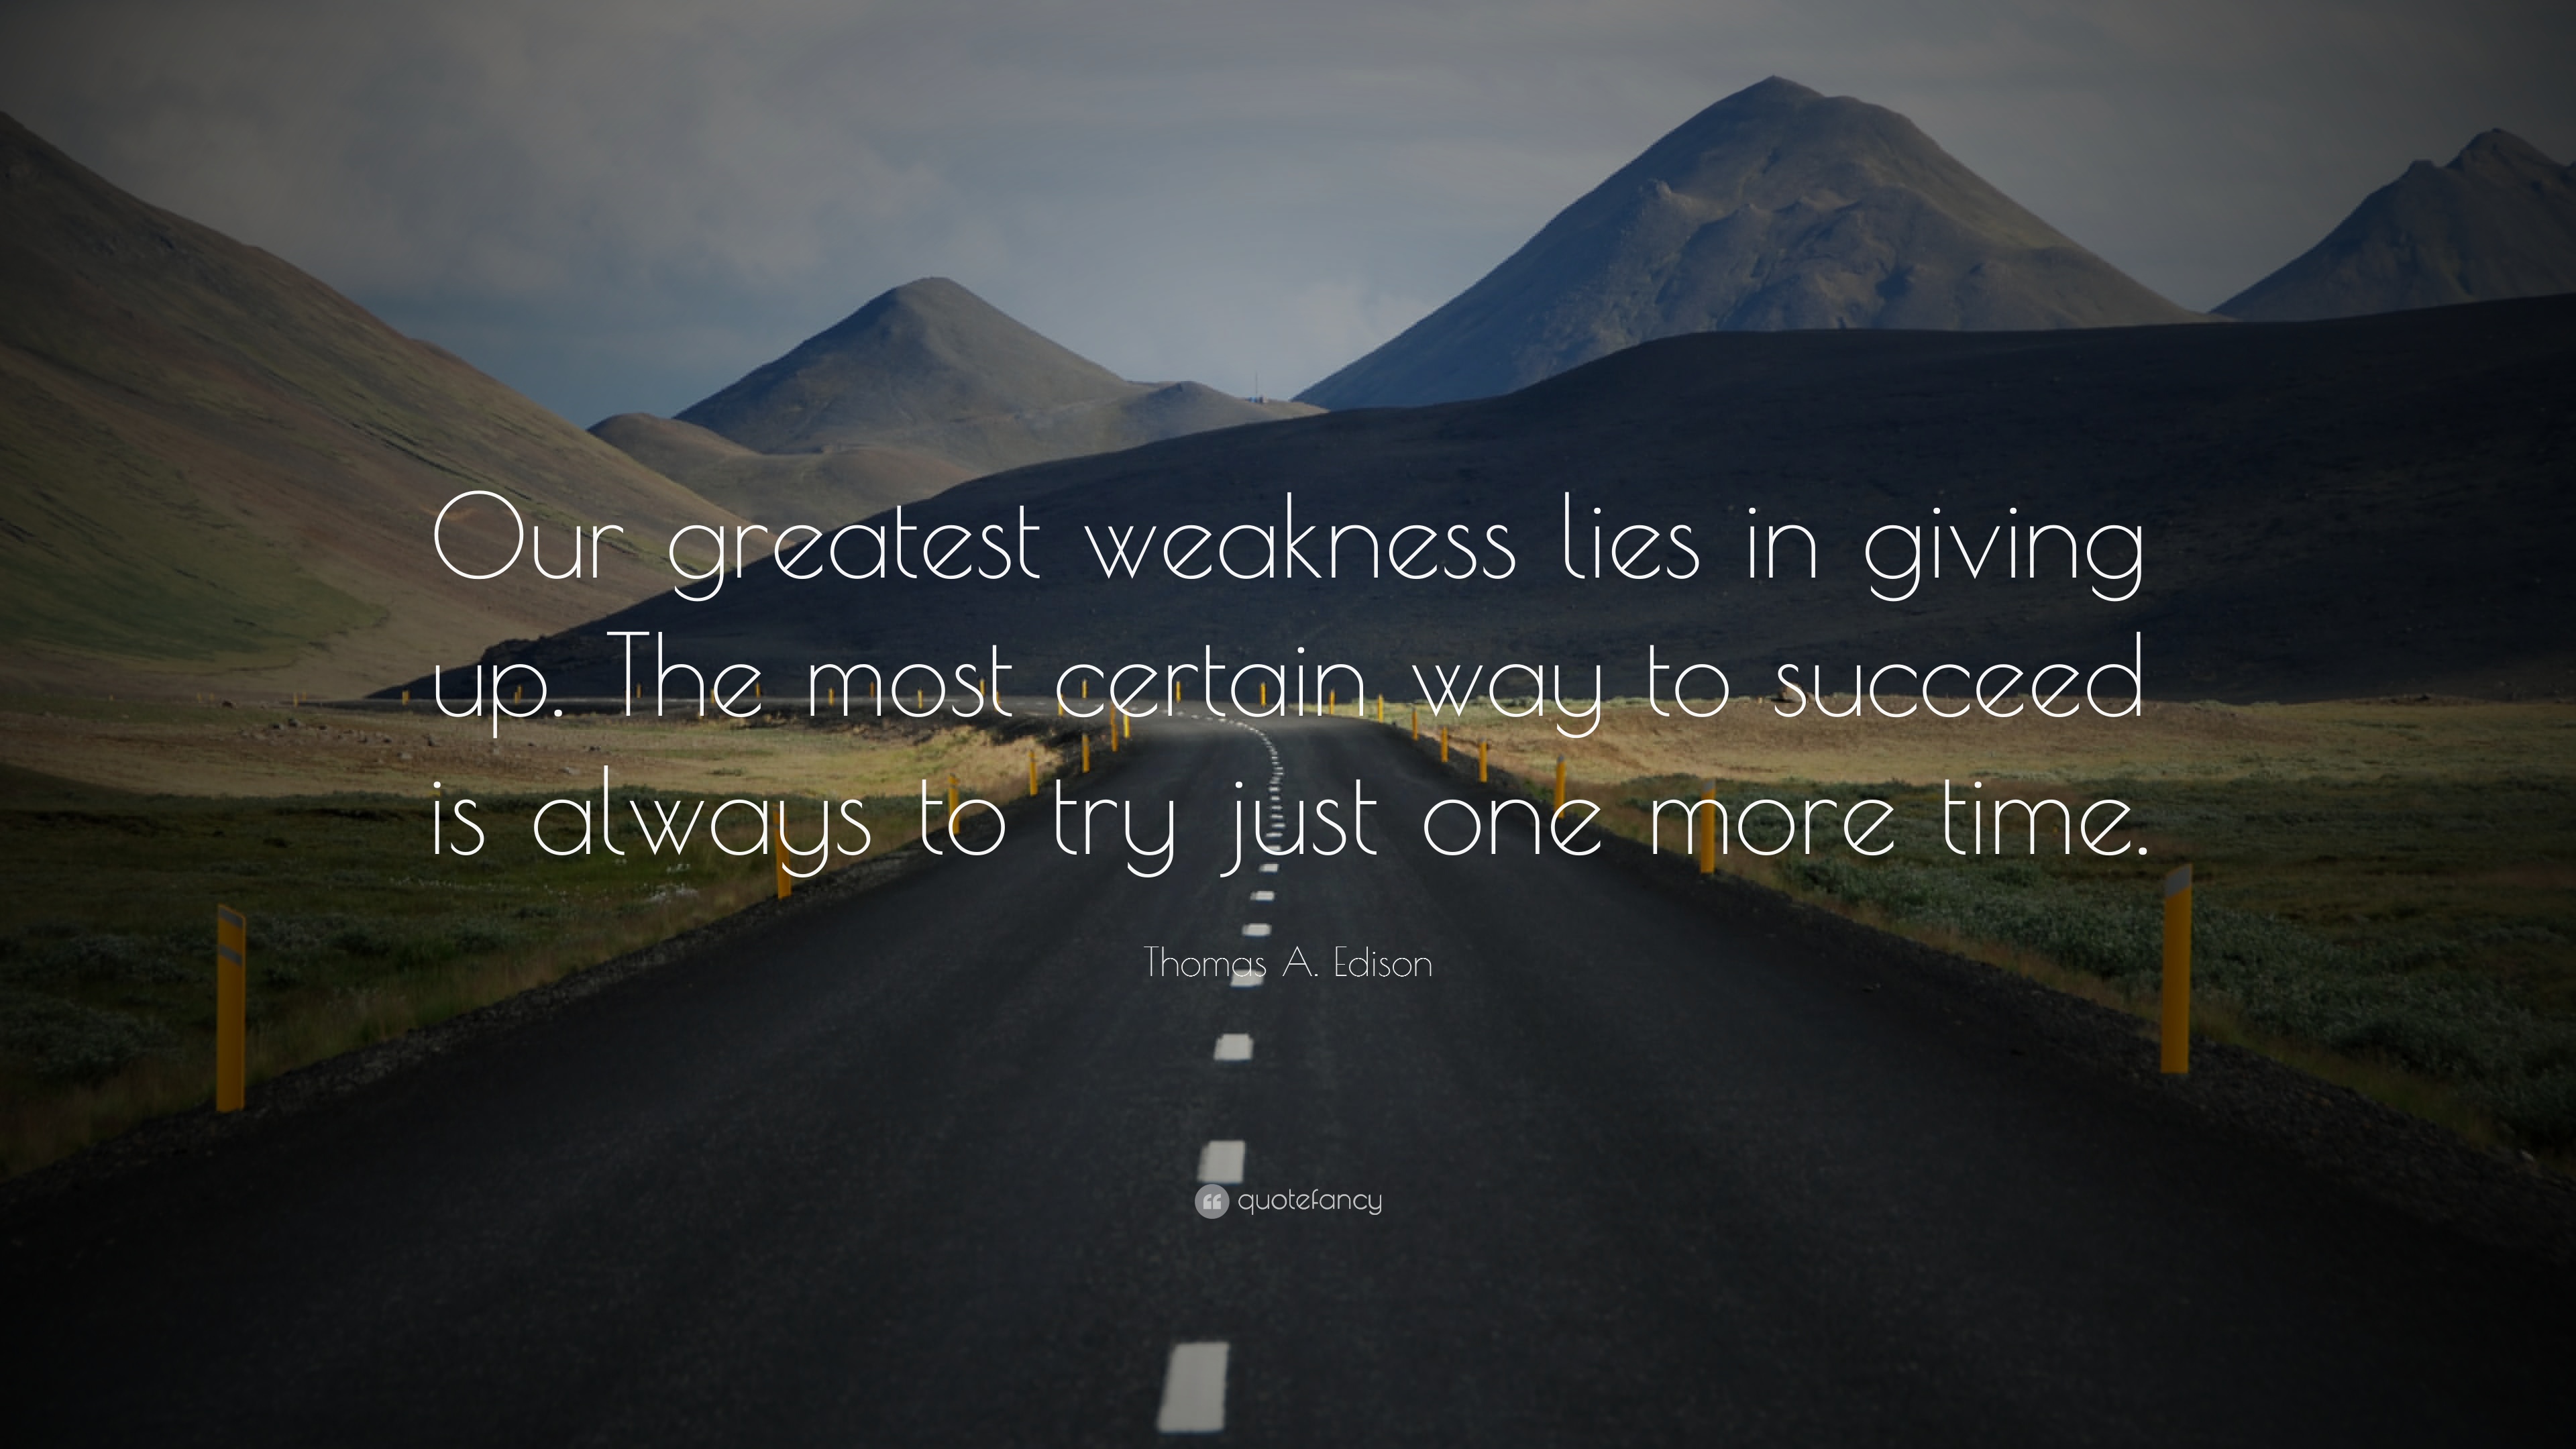 Our greatest weakness lies in giving
up. The most certain way to succeed
is always to try just one more time.
Thomas A. Edison
quotefancy